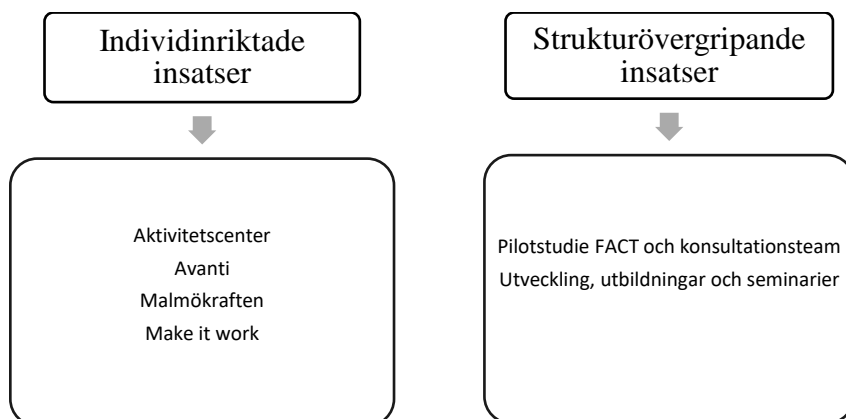 Individinriktade
insatser
Aktivitetscenter
Avanti
Malmökraften
Make it work
Strukturövergripande
insatser
Pilotstudie FACT och konsultationsteam
Utveckling, utbildningar och seminarier